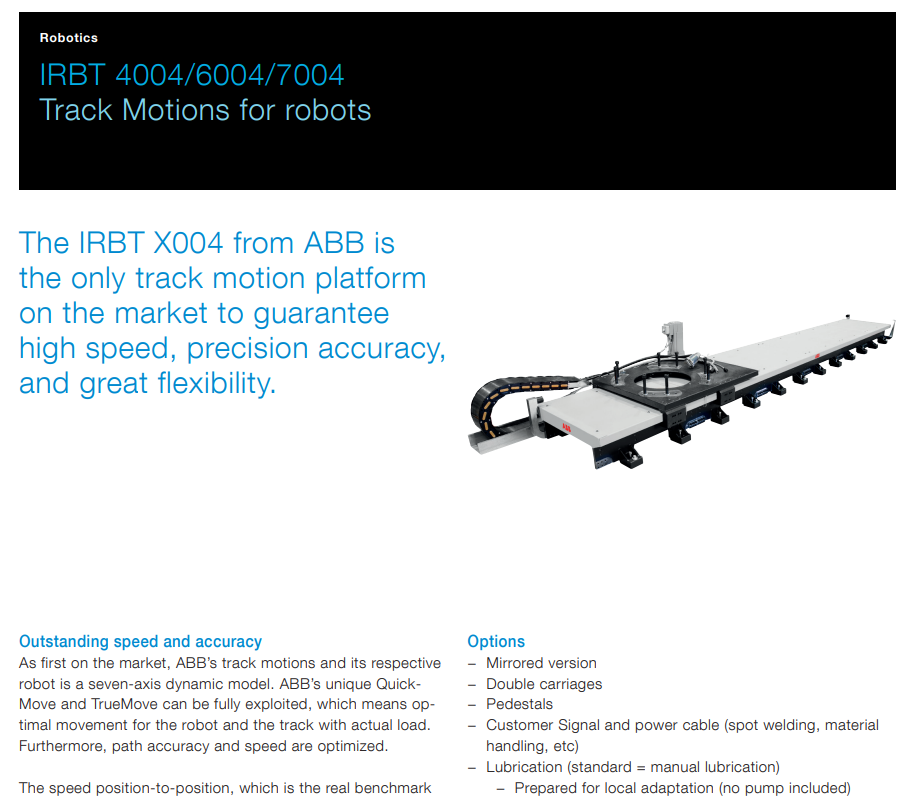 Robotics
IRBT 4004/6004/7004
Track Motions for robots
The IRBT X004 from ABB is
the only track motion platform
on the market to guarantee
high speed, precision accuracy,
and great flexibility.
ABB
Outstanding speed and accuracy
As first on the market, ABB's track motions and its respective
robot is a seven-axis dynamic model. ABB's unique Quick-
Move and TrueMove can be fully exploited, which means op-
timal movement for the robot and the track with actual load.
Furthermore, path accuracy and speed are optimized.
The speed position-to-position, which is the real benchmark
Options
– Mirrored version
– Double carriages
– Pedestals
– Customer Signal and power cable (spot welding, material
handling, etc)
– Lubrication (standard = manual lubrication)
– Prepared for local adaptation (no pump included)